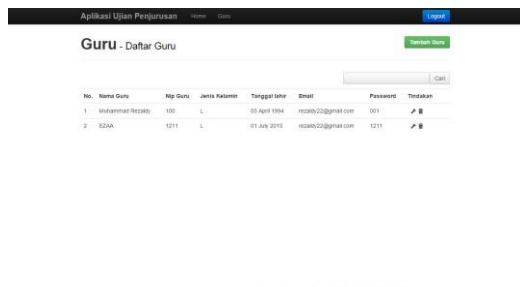 Aplikasi Ujian Penjurusan Home Guru Logout
Guru - Daftar Guru Tambah Guru
Cari
No. Nama Guru Nip Guru Jenis Kelamin Tanggal lahir Email Password Tindakan
1 Muhammad Rezaldy 100 L 05 April 1994 rezaldy22@gmail.com 001
2 EZAA 1211 L 01 July 2015 rezaldy22@gmail.com 1211